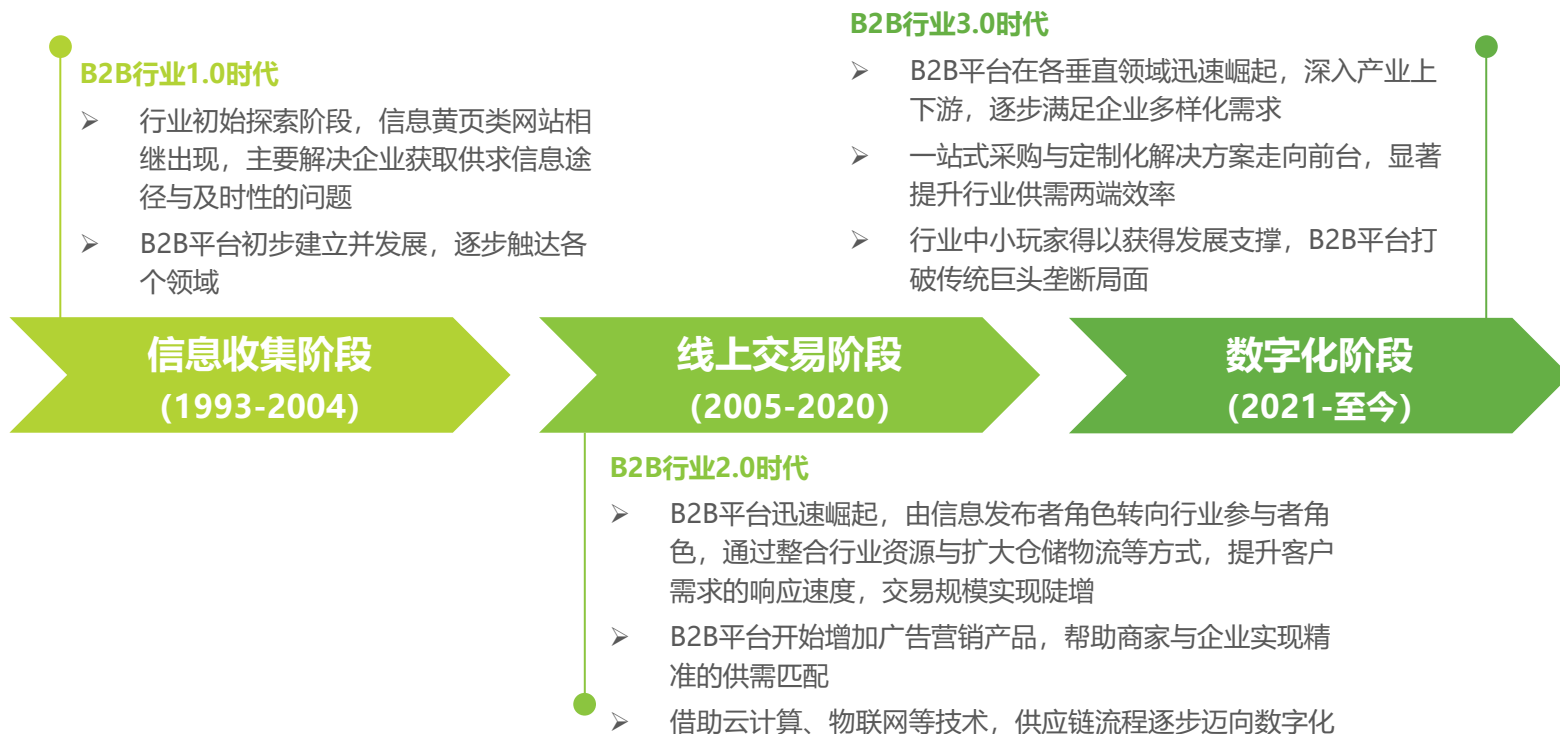 B2B行业1.0时代
➢ 行业初始探索阶段，信息黄页类网站相
继出现，主要解决企业获取供求信息途
径与及时性的问题
➢ B2B平台初步建立并发展，逐步触达各
个领域
B2B行业3.0时代
➢ B2B平台在各垂直领域迅速崛起，深入产业上
下游，逐步满足企业多样化需求
➢ 一站式采购与定制化解决方案走向前台，显著
提升行业供需两端效率
➢ 行业中小玩家得以获得发展支撑，B2B平台打
破传统巨头垄断局面
信息收集阶段
(1993-2004)
线上交易阶段
(2005-2020)
数字化阶段
(2021-至今)
B2B行业2.0时代
➢ B2B平台迅速崛起，由信息发布者角色转向行业参与者角
色，通过整合行业资源与扩大仓储物流等方式，提升客户
需求的响应速度，交易规模实现陡增
➢ B2B平台开始增加广告营销产品，帮助商家与企业实现精
准的供需匹配
➢ 借助云计算、物联网等技术，供应链流程逐步迈向数字化